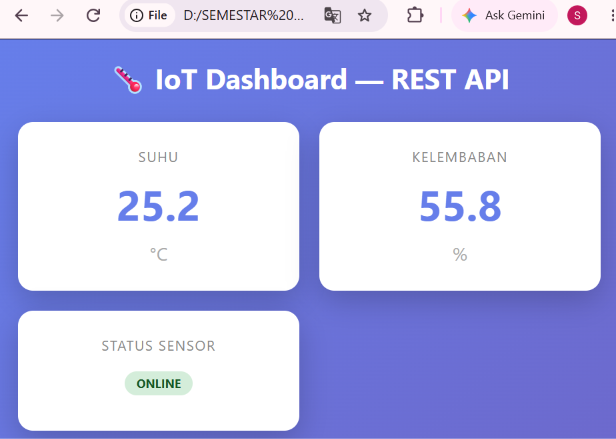 File D:/SEMESTAR%20... Ask Gemini S
IoT Dashboard — REST API
SUHU
25.2
°C
KELEMBABAN
55.8
%
STATUS SENSOR
ONLINE